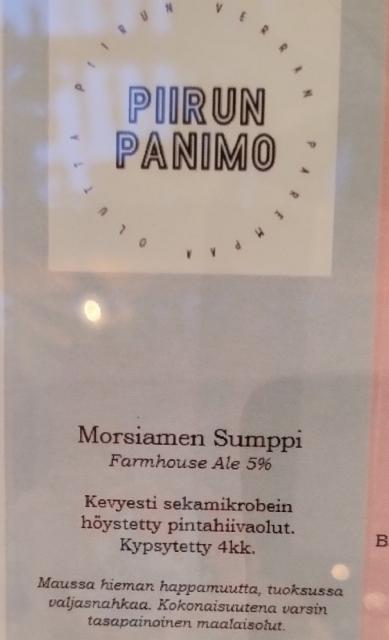 PIIRUN VERRAN PAREMPAA OLUTTA
PIIRUN
PANIMO
Morsiamen Sumppi
Farmhouse Ale 5%
Kevyesti sekamikrobein
höystetty pintahiivaolut.
Kypsytetty 4kk.
B
Maussa hieman happamuutta, tuoksussa
valjasnahkaa. Kokonaisuutena varsin
tasapainoinen maalaisolut.